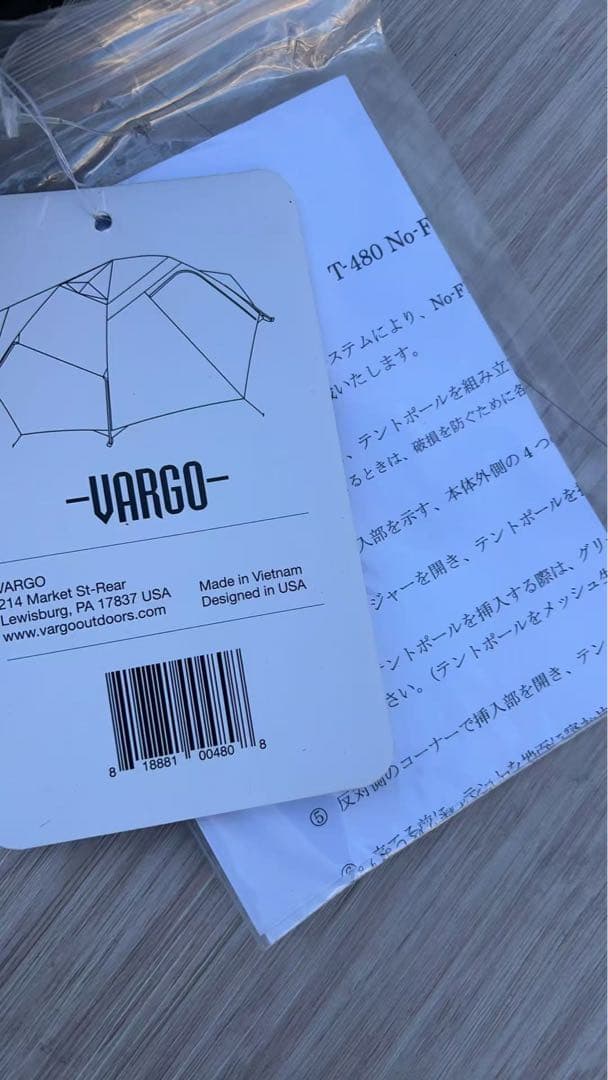 -VARGO-
VARGO
214 Market St-Rear
Lewisburg, PA 17837 USA
www.vargooutdoors.com
Made in Vietnam
Designed in USA
8 18881 00480 8
T-480 No-F
ステムにより、No-F
いたします。
、テントポールを組み立
るときは、破損を防ぐために各
入部を示す、本体外側の4つ
ジャーを開き、テントポールを
ントポールを挿入する際は、グリ
さい。(テントポールをメッシュ生
⑤ 反対側のコーナーで挿入部を開き、テン